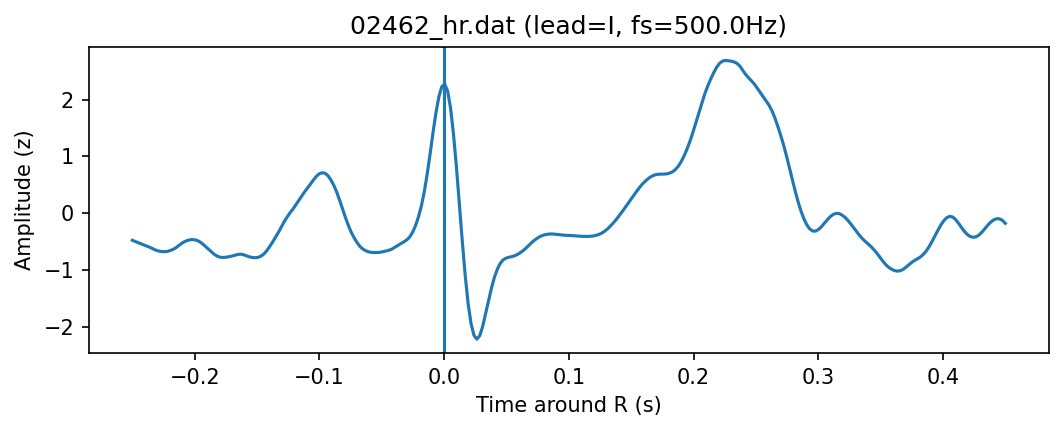 02462_hr.dat (lead=I, fs=500.0Hz)
Amplitude (z)
2
1
0
−1
−2
−0.2 −0.1 0.0 0.1 0.2 0.3 0.4
Time around R (s)